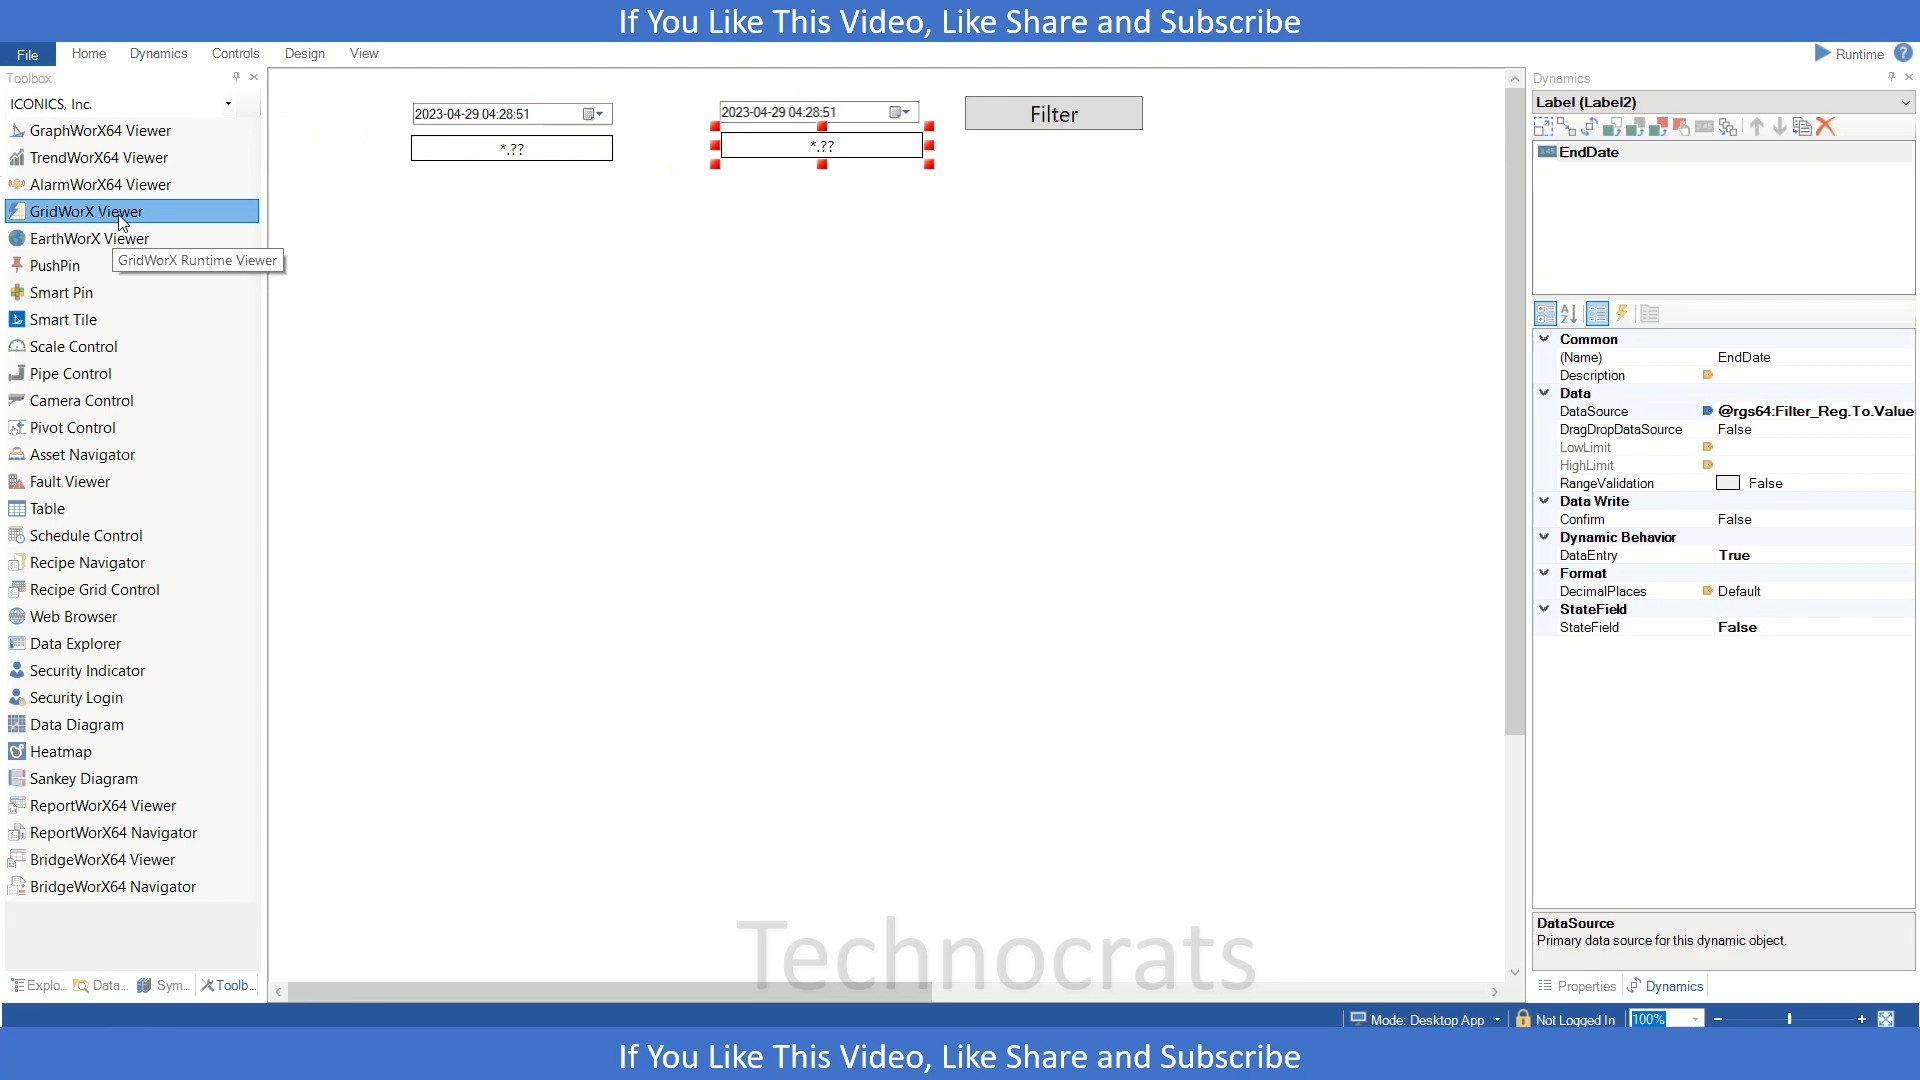 If You Like This Video, Like Share and Subscribe
File Home Dynamics Controls Design View Runtime
Toolbox
ICONICS, Inc.
GraphWorX64 Viewer
TrendWorX64 Viewer
AlarmWorX64 Viewer
GridWorX Viewer
EarthWorX Viewer
GridWorX Runtime Viewer
PushPin
Smart Pin
Smart Tile
Scale Control
Pipe Control
Camera Control
Pivot Control
Asset Navigator
Fault Viewer
Table
Schedule Control
Recipe Navigator
Recipe Grid Control
Web Browser
Data Explorer
Security Indicator
Security Login
Data Diagram
Heatmap
Sankey Diagram
ReportWorX64 Viewer
ReportWorX64 Navigator
BridgeWorX64 Viewer
BridgeWorX64 Navigator
Explo... Data... Sym... Toolb...
2023-04-29 04:28:51
*.??
2023-04-29 04:28:51
*.??
Filter
Technocrats
Dynamics
Label (Label2)
EndDate
Common
(Name) EndDate
Description
Data
DataSource @rgs64:Filter_Reg.To.Value
DragDropDataSource False
LowLimit
HighLimit
RangeValidation False
Data Write
Confirm False
Dynamic Behavior
DataEntry True
Format
DecimalPlaces Default
StateField
StateField False
DataSource
Primary data source for this dynamic object.
Properties Dynamics
Mode: Desktop App Not Logged In 100%
If You Like This Video, Like Share and Subscribe